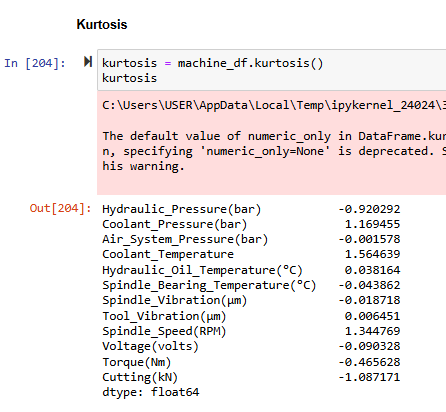 Kurtosis
In [204]: kurtosis = machine_df.kurtosis()
kurtosis
C:\Users\USER\AppData\Local\Temp\ipykernel_24024\3
The default value of numeric_only in DataFrame.kur
n, specifying 'numeric_only=None' is deprecated. S
his warning.
Out[204]: Hydraulic_Pressure(bar) -0.920292
Coolant_Pressure(bar) 1.169455
Air_System_Pressure(bar) -0.001578
Coolant_Temperature 1.564639
Hydraulic_Oil_Temperature(°C) 0.038164
Spindle_Bearing_Temperature(°C) -0.043862
Spindle_Vibration(μm) -0.018718
Tool_Vibration(μm) 0.006451
Spindle_Speed(RPM) 1.344769
Voltage(volts) -0.090328
Torque(Nm) -0.465628
Cutting(kN) -1.087171
dtype: float64